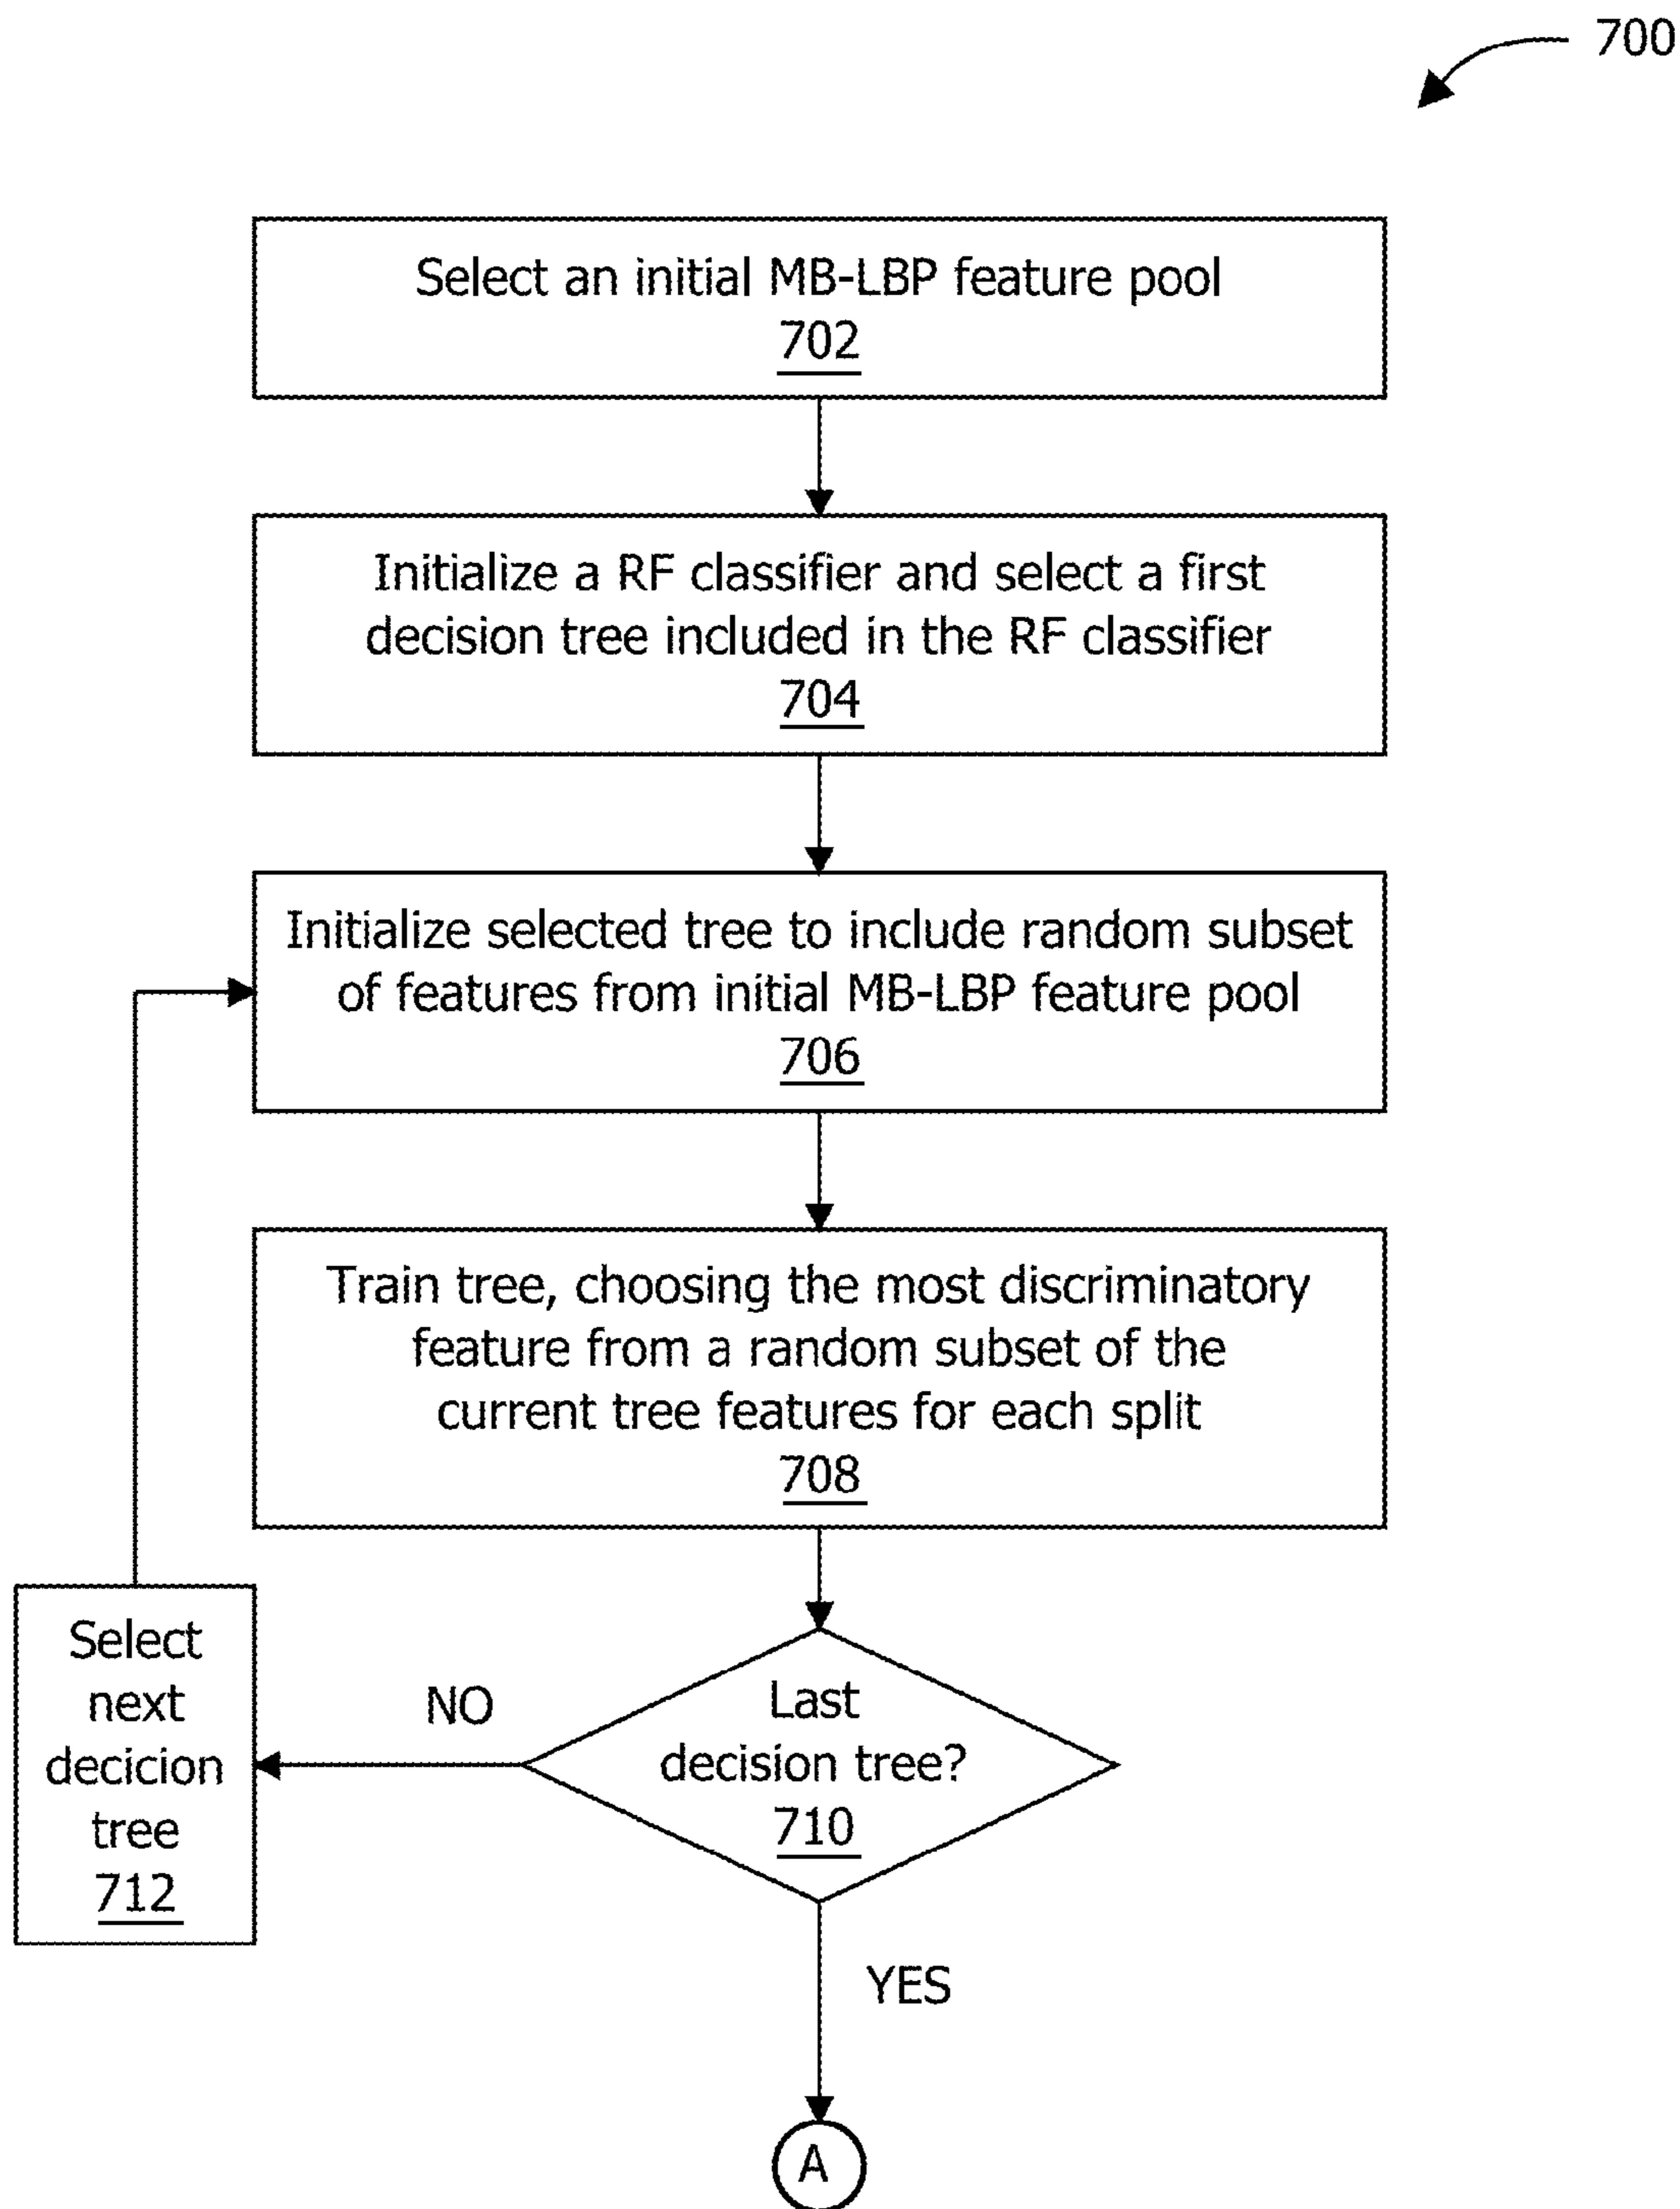 700
Select an initial MB-LBP feature pool
702
Initialize a RF classifier and select a first
decision tree included in the RF classifier
704
Initialize selected tree to include random subset
of features from initial MB-LBP feature pool
706
Train tree, choosing the most discriminatory
feature from a random subset of the
current tree features for each split
708
Select
next
decicion
tree
712
NO
Last
decision tree?
710
YES
A